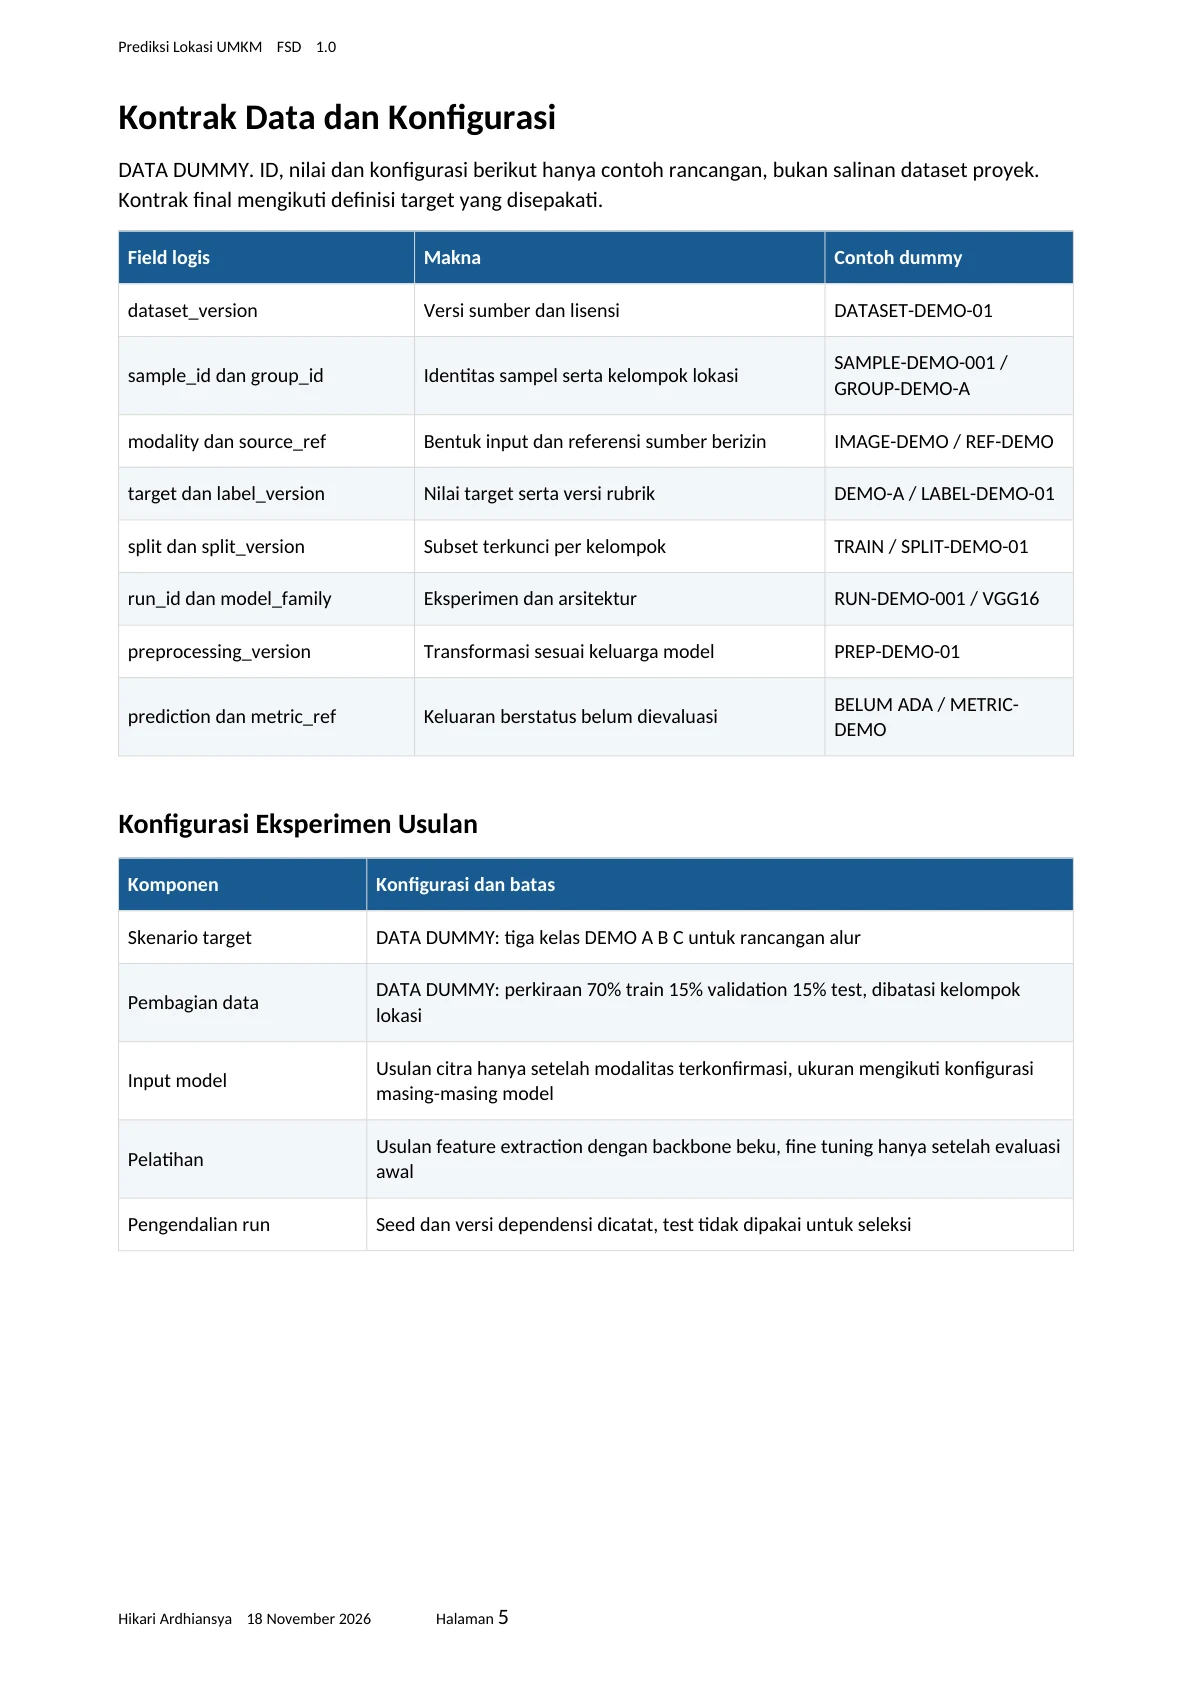 Prediksi Lokasi UMKM FSD 1.0
Kontrak Data dan Konfigurasi
DATA DUMMY. ID, nilai dan konfigurasi berikut hanya contoh rancangan, bukan salinan dataset proyek.
Kontrak final mengikuti definisi target yang disepakati.
Field logis Makna Contoh dummy
dataset_version Versi sumber dan lisensi DATASET-DEMO-01
sample_id dan group_id Identitas sampel serta kelompok lokasi SAMPLE-DEMO-001 /
GROUP-DEMO-A
modality dan source_ref Bentuk input dan referensi sumber berizin IMAGE-DEMO / REF-DEMO
target dan label_version Nilai target serta versi rubrik DEMO-A / LABEL-DEMO-01
split dan split_version Subset terkunci per kelompok TRAIN / SPLIT-DEMO-01
run_id dan model_family Eksperimen dan arsitektur RUN-DEMO-001 / VGG16
preprocessing_version Transformasi sesuai keluarga model PREP-DEMO-01
prediction dan metric_ref Keluaran berstatus belum dievaluasi BELUM ADA / METRIC-
DEMO
Konfigurasi Eksperimen Usulan
Komponen Konfigurasi dan batas
Skenario target DATA DUMMY: tiga kelas DEMO A B C untuk rancangan alur
Pembagian data DATA DUMMY: perkiraan 70% train 15% validation 15% test, dibatasi kelompok
lokasi
Input model Usulan citra hanya setelah modalitas terkonfirmasi, ukuran mengikuti konfigurasi
masing-masing model
Pelatihan Usulan feature extraction dengan backbone beku, fine tuning hanya setelah evaluasi
awal
Pengendalian run Seed dan versi dependensi dicatat, test tidak dipakai untuk seleksi
Hikari Ardhiansya 18 November 2026 Halaman 5